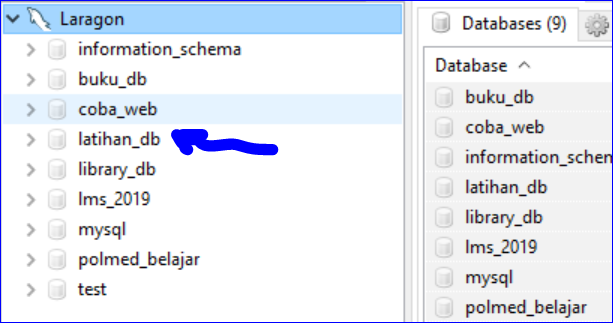 Laragon
information_schema
buku_db
coba_web
latihan_db
library_db
lms_2019
mysql
polmed_belajar
test
Databases (9)
Database
buku_db
coba_web
information_schem
latihan_db
library_db
lms_2019
mysql
polmed_belajar